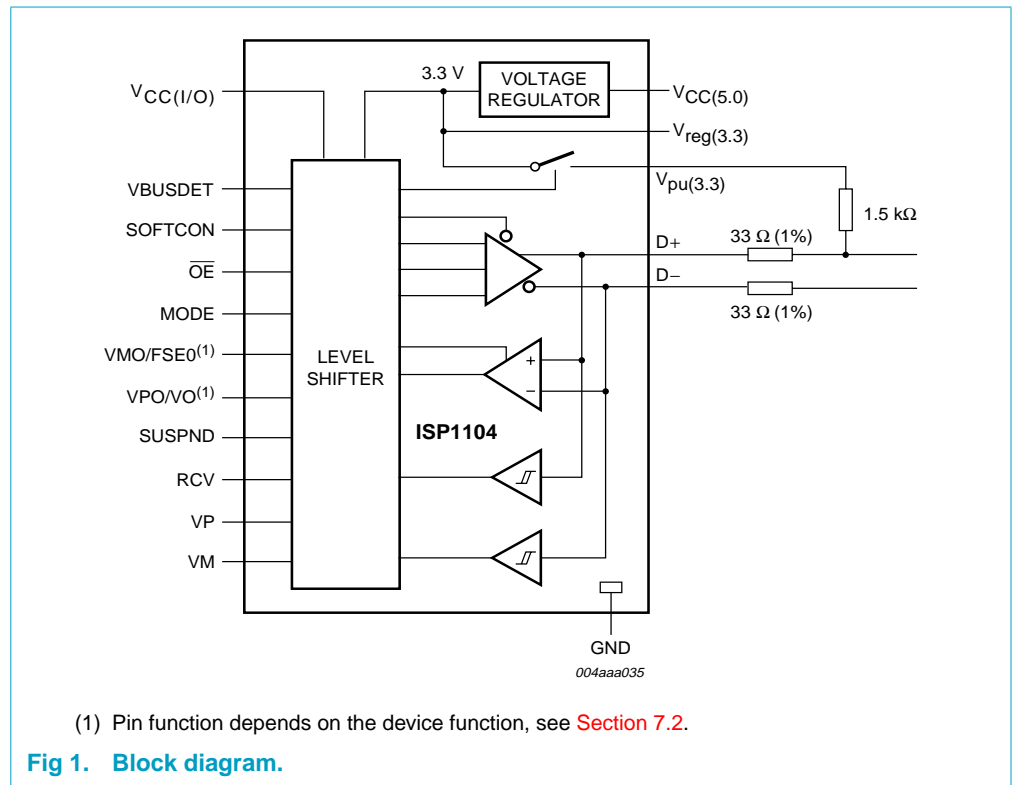 3.3 V
VOLTAGE
REGULATOR
VCC(I/O)
VCC(5.0)
Vreg(3.3)
Vpu(3.3)
1.5 kΩ
VBUSDET
SOFTCON
OE
MODE
VMO/FSE0(1)
VPO/VO(1)
SUSPND
RCV
VP
VM
LEVEL
SHIFTER
D+
33 Ω (1%)
D−
33 Ω (1%)
+
−
ISP1104
GND
004aaa035
(1) Pin function depends on the device function, see Section 7.2.
Fig 1. Block diagram.